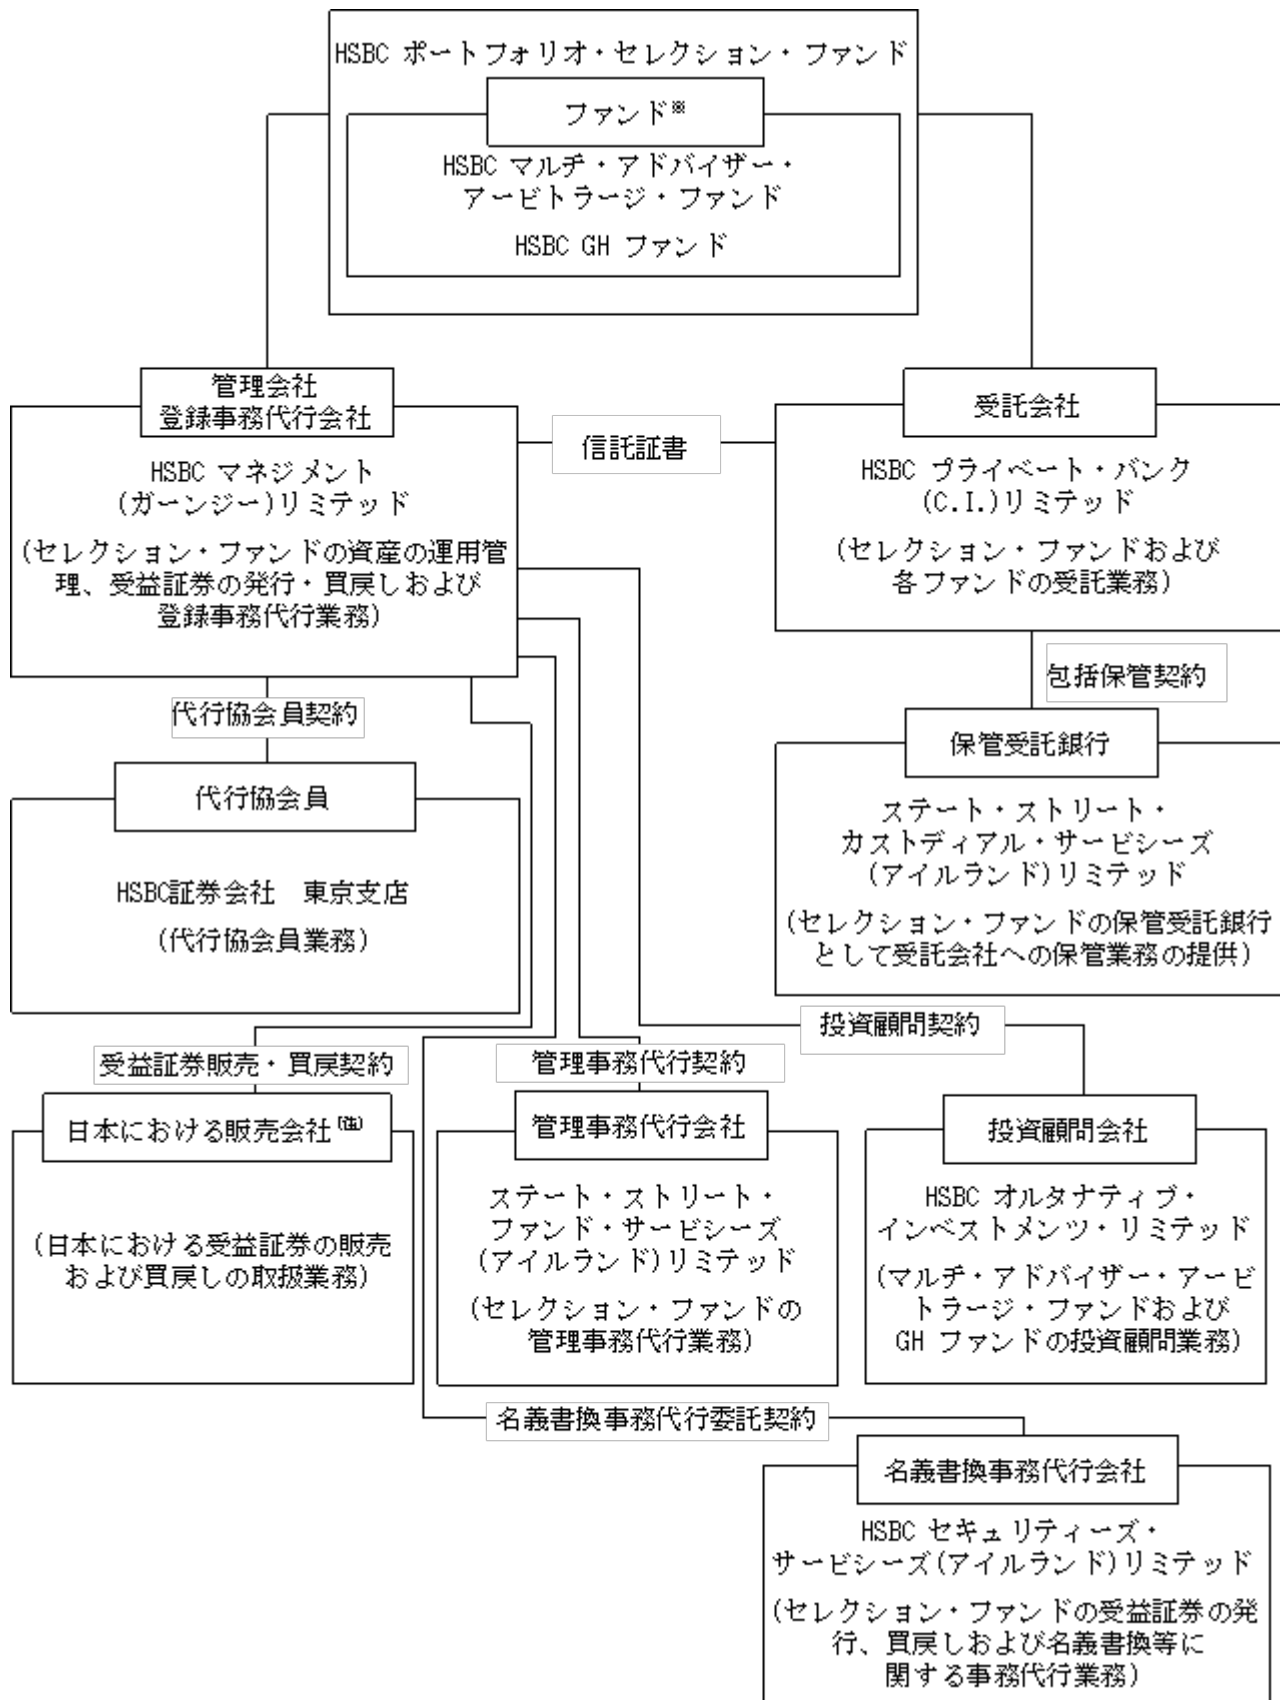 HSBC ポートフォリオ・セレクション・ファンド
ファンド※
HSBC マルチ・アドバイザー・
アービトラージ・ファンド
HSBC GH ファンド
管理会社
登録事務代行会社
HSBC マネジメント
(ガーンジー)リミテッド
(セレクション・ファンドの資産の運用管
理、受益証券の発行・買戻しおよび
登録事務代行業務)
信託証書
受託会社
HSBC プライベート・バンク
(C.I.)リミテッド
(セレクション・ファンドおよび
各ファンドの受託業務)
包括保管契約
代行協会員契約
代行協会員
HSBC証券会社 東京支店
(代行協会員業務)
保管受託銀行
ステート・ストリート・
カストディアル・サービシーズ
(アイルランド)リミテッド
(セレクション・ファンドの保管受託銀行
として受託会社への保管業務の提供)
投資顧問契約
受益証券販売・買戻契約
管理事務代行契約
日本における販売会社
(日本における受益証券の販売
および買戻しの取扱業務)
管理事務代行会社
ステート・ストリート・
ファンド・サービシーズ
(アイルランド)リミテッド
(セレクション・ファンドの
管理事務代行業務)
投資顧問会社
HSBC オルタナティブ・
インベストメンツ・リミテッド
(マルチ・アドバイザー・アービ
トラージ・ファンドおよび
GH ファンドの投資顧問業務)
名義書換事務代行委託契約
名義書換事務代行会社
HSBC セキュリティーズ・
サービシーズ(アイルランド)リミテッド
(セレクション・ファンドの受益証券の発
行、買戻しおよび名義書換等に
関する事務代行業務)